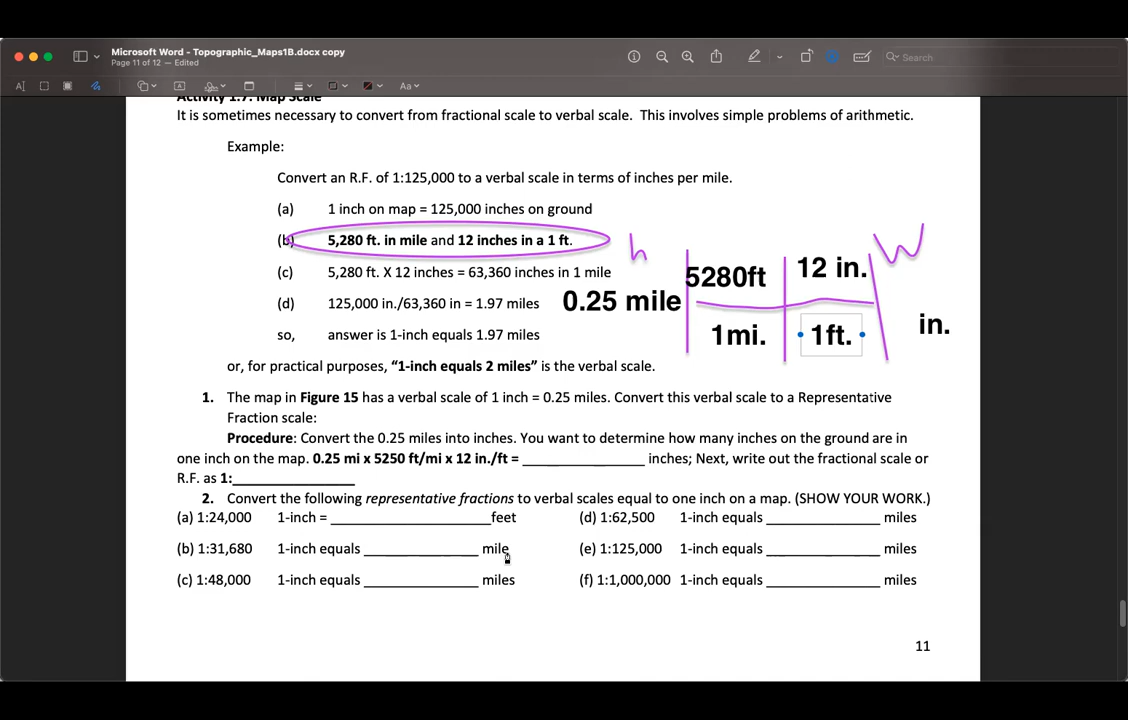 Microsoft Word - Topographic_Maps1B.docx copy
Page 11 of 12 — Edited
Search
Aa
Activity 1.7: Map Scale
It is sometimes necessary to convert from fractional scale to verbal scale. This involves simple problems of arithmetic.
Example:
Convert an R.F. of 1:125,000 to a verbal scale in terms of inches per mile.
(a) 1 inch on map = 125,000 inches on ground
(b) 5,280 ft. in mile and 12 inches in a 1 ft.
h
W
(c) 5,280 ft. X 12 inches = 63,360 inches in 1 mile
5280ft 12 in.
(d) 125,000 in./63,360 in = 1.97 miles
0.25 mile
so, answer is 1-inch equals 1.97 miles
1mi. 1ft. in.
or, for practical purposes, “1-inch equals 2 miles” is the verbal scale.
1. The map in Figure 15 has a verbal scale of 1 inch = 0.25 miles. Convert this verbal scale to a Representative
Fraction scale:
Procedure: Convert the 0.25 miles into inches. You want to determine how many inches on the ground are in
one inch on the map. 0.25 mi x 5250 ft/mi x 12 in./ft = ________________ inches; Next, write out the fractional scale or
R.F. as 1:________________
2. Convert the following representative fractions to verbal scales equal to one inch on a map. (SHOW YOUR WORK.)
(a) 1:24,000 1-inch = _____________________feet (d) 1:62,500 1-inch equals _______________ miles
(b) 1:31,680 1-inch equals _______________ mile (e) 1:125,000 1-inch equals _______________ miles
(c) 1:48,000 1-inch equals _______________ miles (f) 1:1,000,000 1-inch equals _______________ miles
11